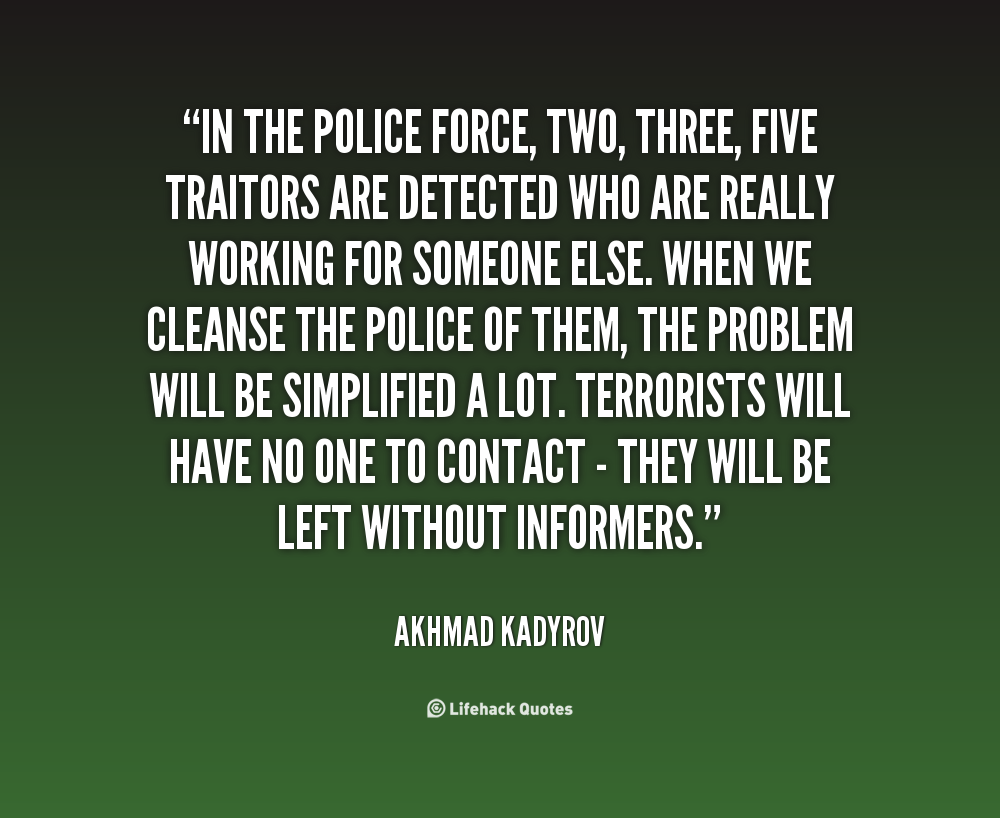 “IN THE POLICE FORCE, TWO, THREE, FIVE
TRAITORS ARE DETECTED WHO ARE REALLY
WORKING FOR SOMEONE ELSE. WHEN WE
CLEANSE THE POLICE OF THEM, THE PROBLEM
WILL BE SIMPLIFIED A LOT. TERRORISTS WILL
HAVE NO ONE TO CONTACT - THEY WILL BE
LEFT WITHOUT INFORMERS.”
AKHMAD KADYROV
Lifehack Quotes